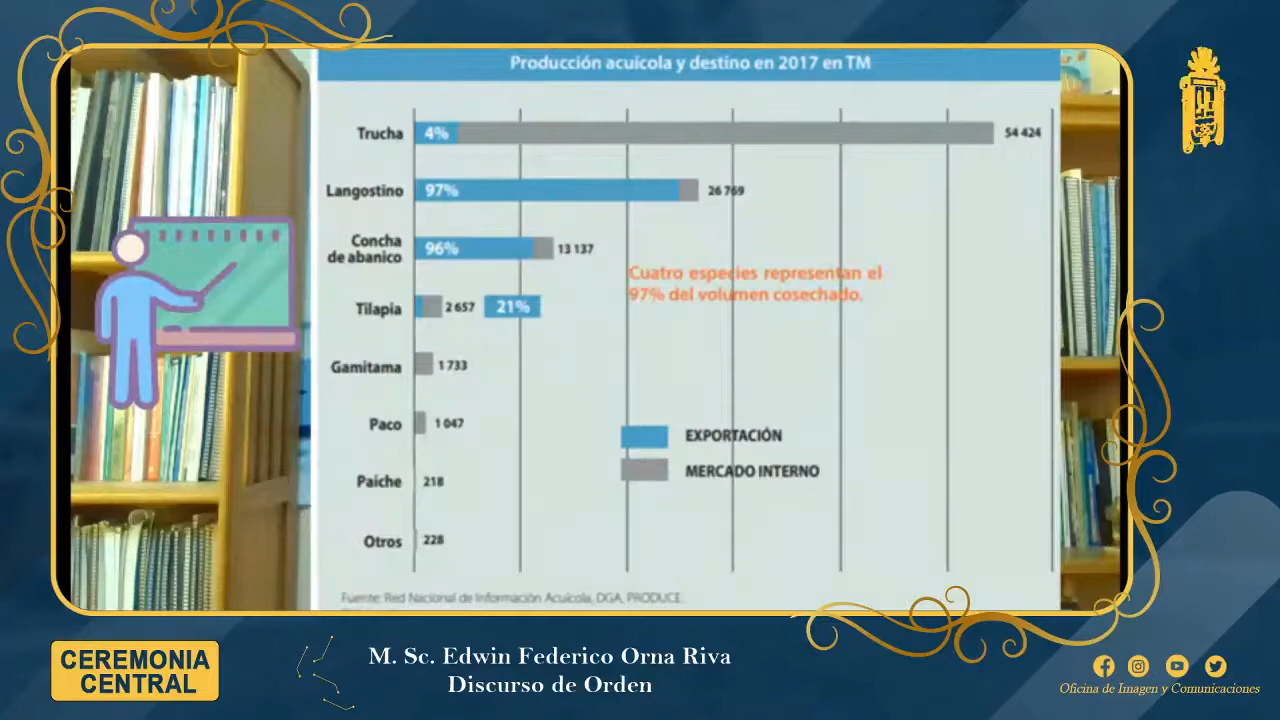 Producción acuícola y destino en 2017 en TM
Trucha 4% 54 424
Langostino 97% 26 769
Concha
de abanico 96% 13 137
Cuatro especies representan el
97% del volumen cosechado.
Tilapia 2 657 21%
Gamitama 1 733
Paco 1 047
EXPORTACIÓN
MERCADO INTERNO
Paiche 218
Otros 228
Fuente: Red Nacional de Información Acuícola, DGA, PRODUCE.
CEREMONIA
CENTRAL
M. Sc. Edwin Federico Orna Riva
Discurso de Orden
Oficina de Imagen y Comunicaciones